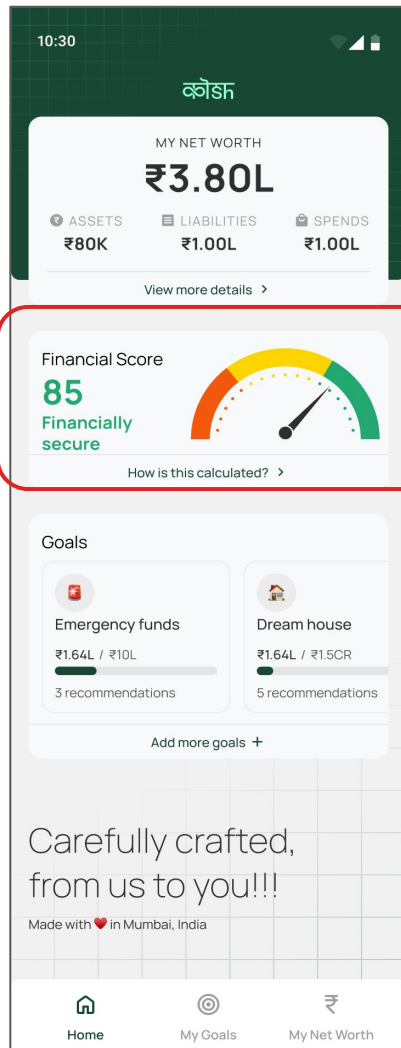 10:30
कोश
MY NET WORTH
₹3.80L
ASSETS LIABILITIES SPENDS
₹80K ₹1.00L ₹1.00L
View more details >
Financial Score
85
Financially
secure
How is this calculated? >
Goals
Emergency funds
₹1.64L / ₹10L
3 recommendations
Dream house
₹1.64L / ₹1.5CR
5 recommendations
Add more goals +
Carefully crafted,
from us to you!!!
Made with ❤️ in Mumbai, India
Home My Goals My Net Worth